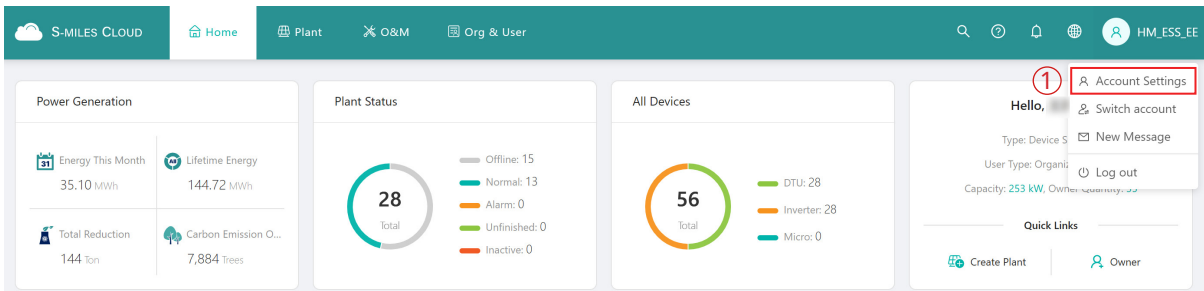 S-MILES CLOUD Home Plant O&M Org & User HM_ESS_EE
① Account Settings
Switch account
New Message
Log out
Power Generation
31 Energy This Month
35.10 MWh
All Lifetime Energy
144.72 MWh
Total Reduction
144 Ton
Carbon Emission O...
7,884 Trees
Plant Status
28
Total
Offline: 15
Normal: 13
Alarm: 0
Unfinished: 0
Inactive: 0
All Devices
56
Total
DTU: 28
Inverter: 28
Micro: 0
Hello,
Type: Device S
User Type: Organiz
Capacity: 253 kW, Owner Quantity:
Quick Links
Create Plant
Owner